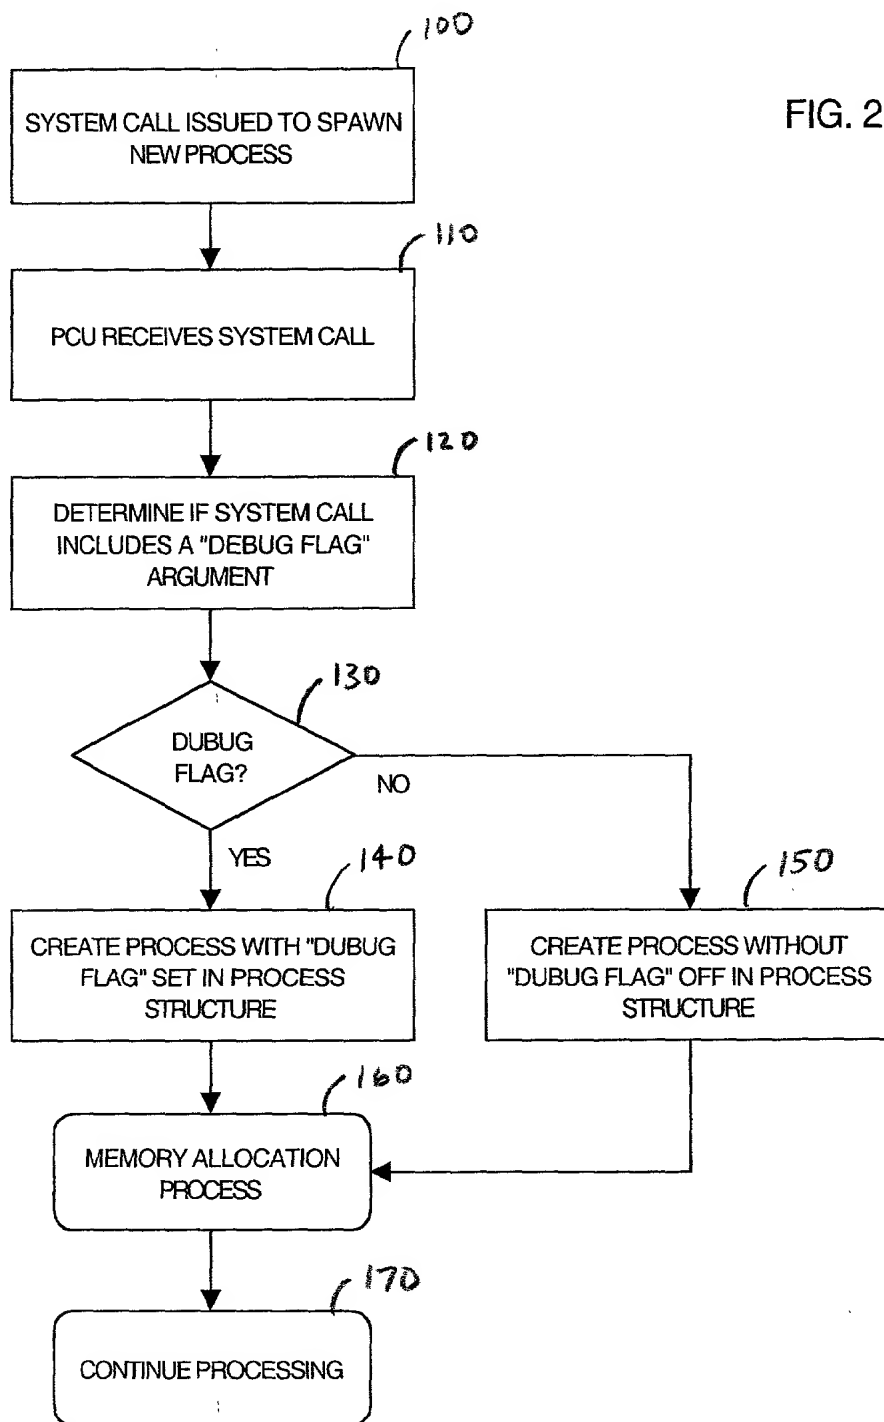 100
SYSTEM CALL ISSUED TO SPAWN
NEW PROCESS
FIG. 2
110
PCU RECEIVES SYSTEM CALL
120
DETERMINE IF SYSTEM CALL
INCLUDES A "DEBUG FLAG"
ARGUMENT
130
DUBUG
FLAG?
NO
YES
140
CREATE PROCESS WITH "DUBUG
FLAG" SET IN PROCESS
STRUCTURE
150
CREATE PROCESS WITHOUT
"DUBUG FLAG" OFF IN PROCESS
STRUCTURE
160
MEMORY ALLOCATION
PROCESS
170
CONTINUE PROCESSING